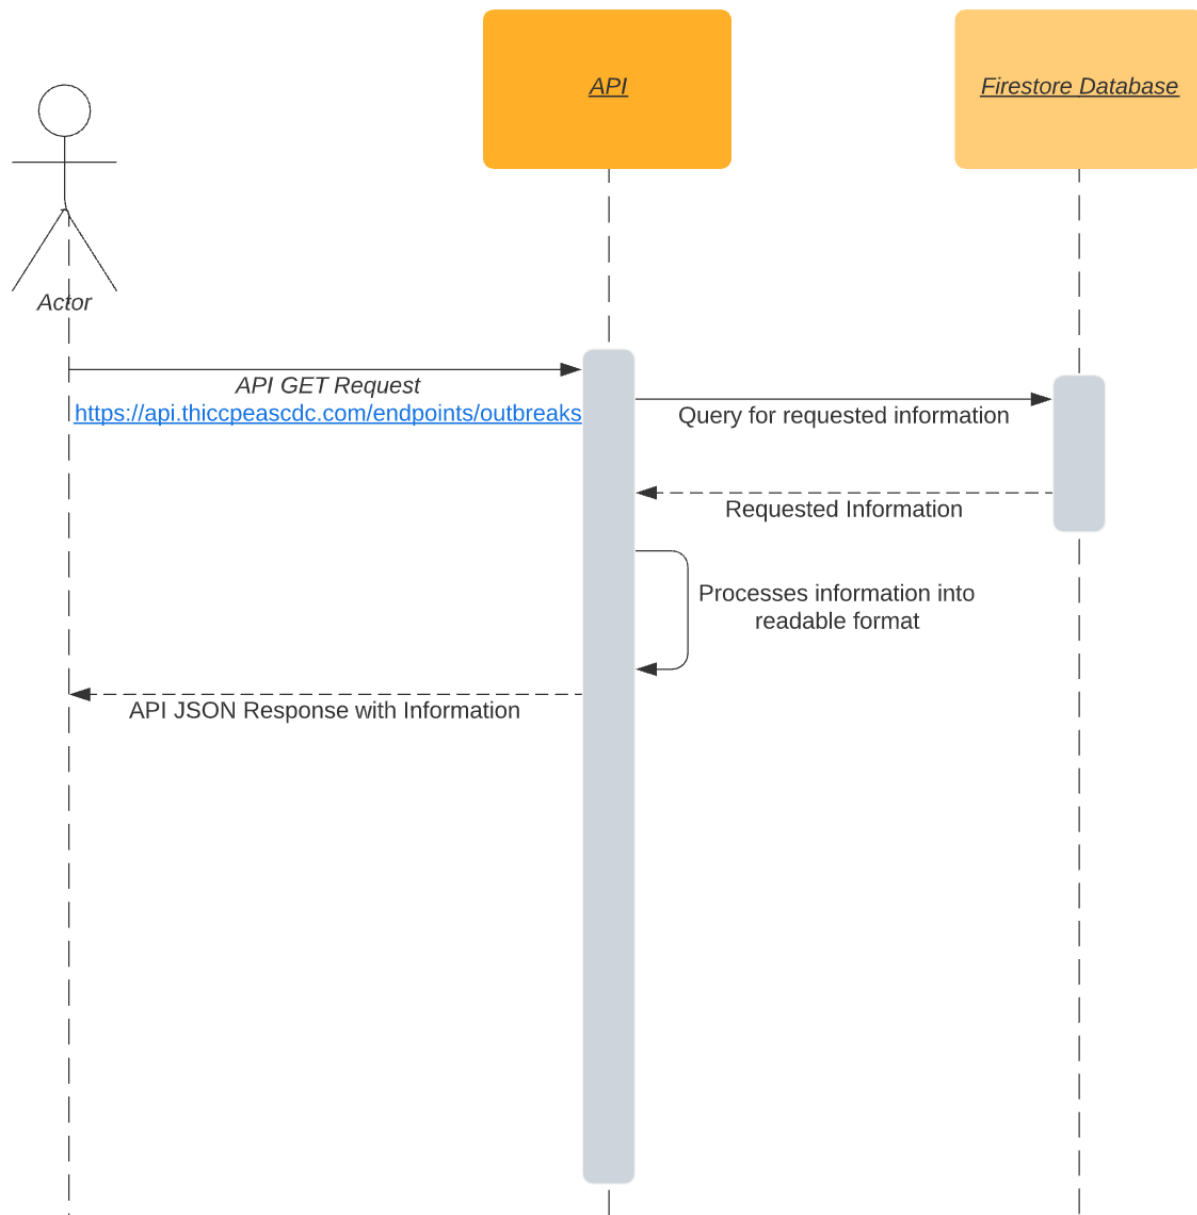 API
Firestore Database
Actor
API GET Request
https://api.thiccpeascdc.com/endpoints/outbreaks
Query for requested information
Requested Information
Processes information into
readable format
API JSON Response with Information